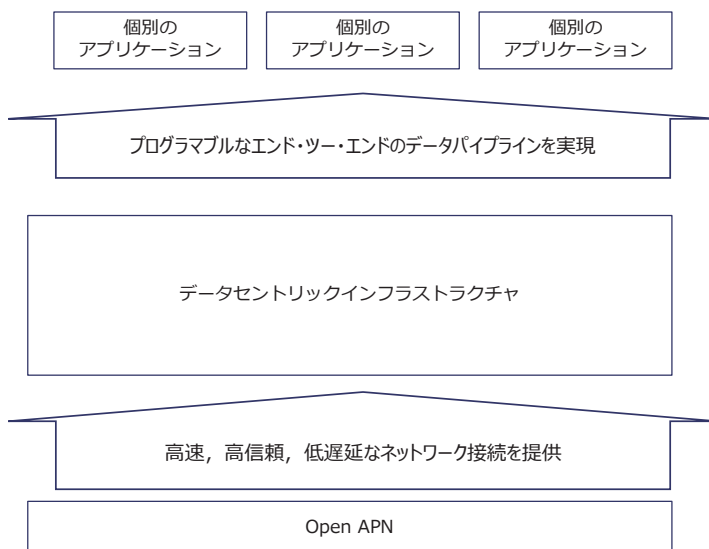 個別の
アプリケーション
個別の
アプリケーション
個別の
アプリケーション
プログラマブルなエンド・ツー・エンドのデータパイプラインを実現
データセントリックインフラストラクチャ
高速，高信頼，低遅延なネットワーク接続を提供
Open APN